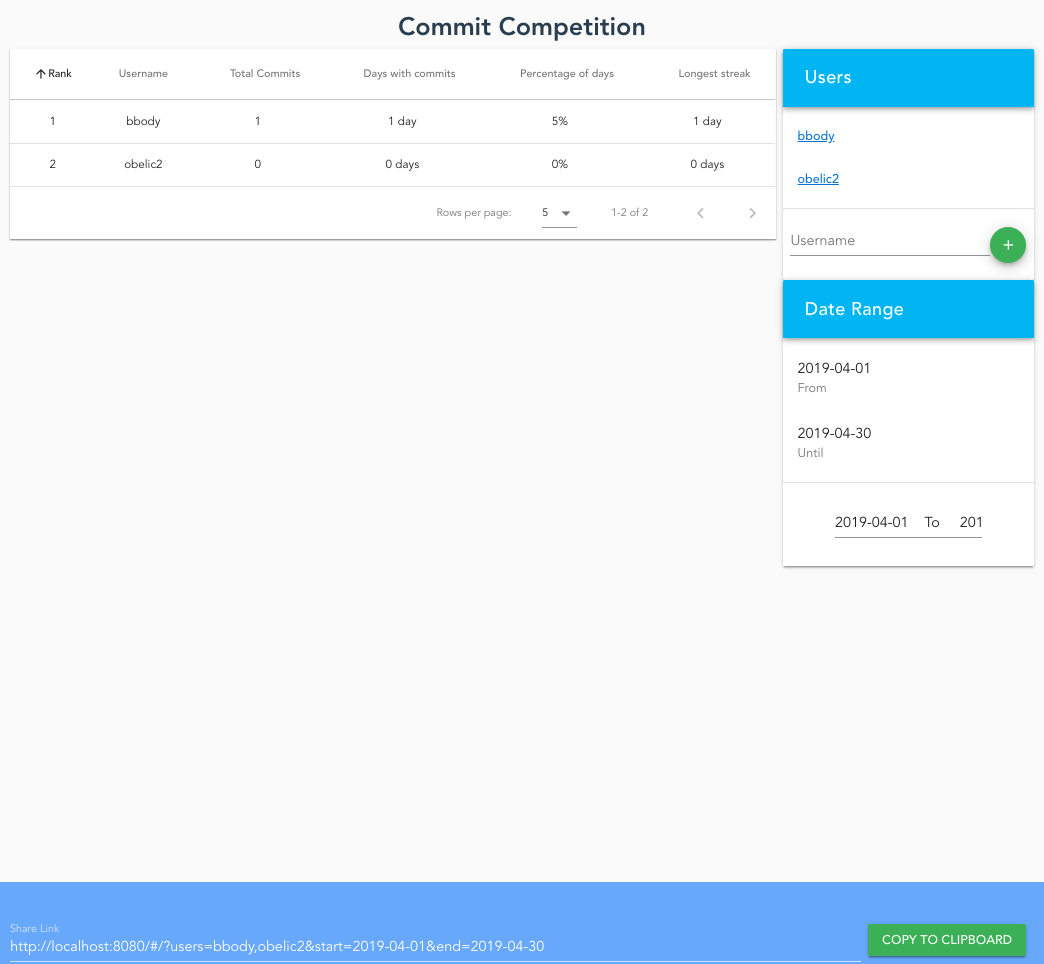 Commit Competition
Rank Username Total Commits Days with commits Percentage of days Longest streak
1 bbody 1 1 day 5% 1 day
2 obelic2 0 0 days 0% 0 days
Rows per page: 5 1-2 of 2
Users
bbody
obelic2
Username +
Date Range
2019-04-01
From
2019-04-30
Until
2019-04-01 To 201
Share Link
http://localhost:8080/#/?users=bbody,obelic2&start=2019-04-01&end=2019-04-30
COPY TO CLIPBOARD